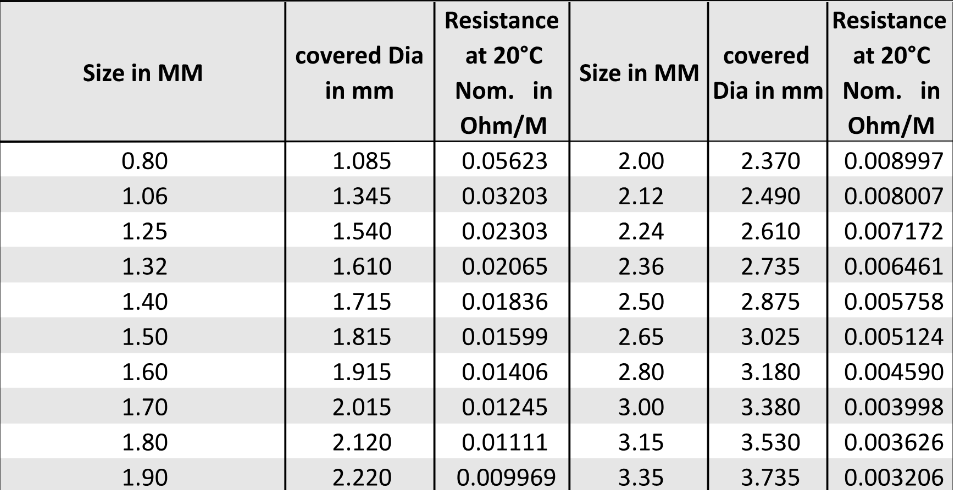 Size in MM covered Dia in mm Resistance at 20°C Nom. in Ohm/M Size in MM covered Dia in mm Resistance at 20°C Nom. in Ohm/M
0.80 1.085 0.05623 2.00 2.370 0.008997
1.06 1.345 0.03203 2.12 2.490 0.008007
1.25 1.540 0.02303 2.24 2.610 0.007172
1.32 1.610 0.02065 2.36 2.735 0.006461
1.40 1.715 0.01836 2.50 2.875 0.005758
1.50 1.815 0.01599 2.65 3.025 0.005124
1.60 1.915 0.01406 2.80 3.180 0.004590
1.70 2.015 0.01245 3.00 3.380 0.003998
1.80 2.120 0.01111 3.15 3.530 0.003626
1.90 2.220 0.009969 3.35 3.735 0.003206